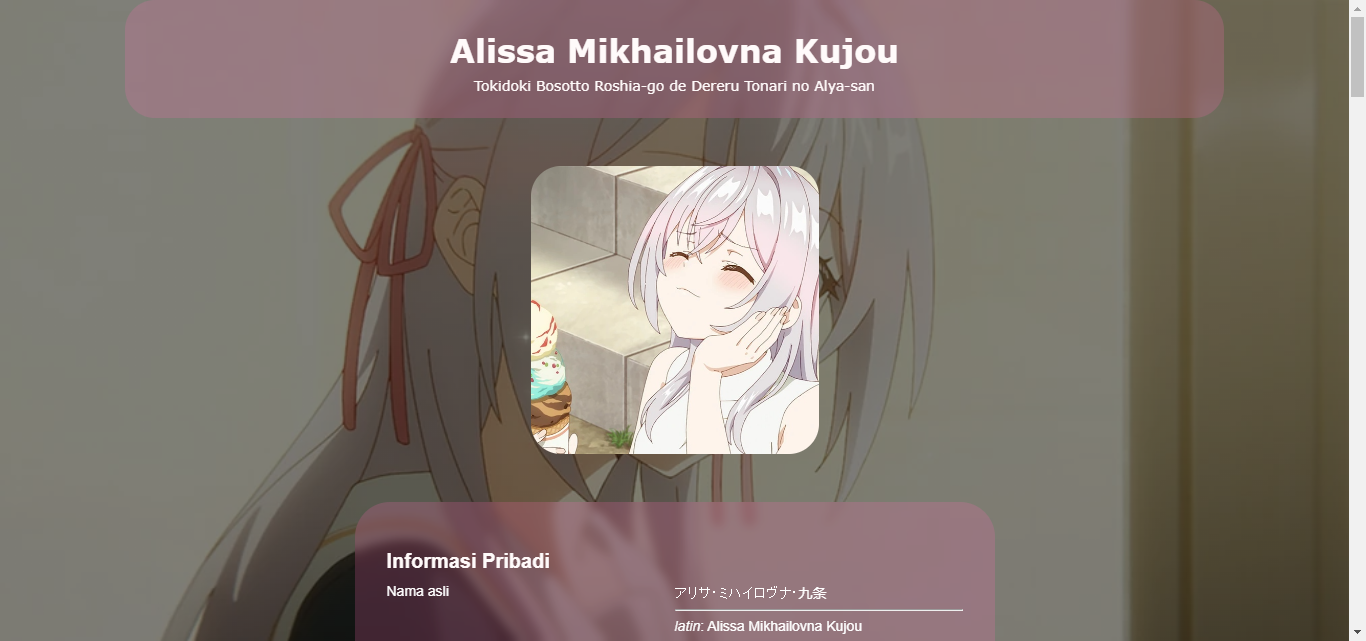 Alissa Mikhailovna Kujou
Tokidoki Bosotto Roshia-go de Dereru Tonari no Alya-san
Informasi Pribadi
Nama asli
アリサ・ミハイロヴナ・九条
latin: Alissa Mikhailovna Kujou